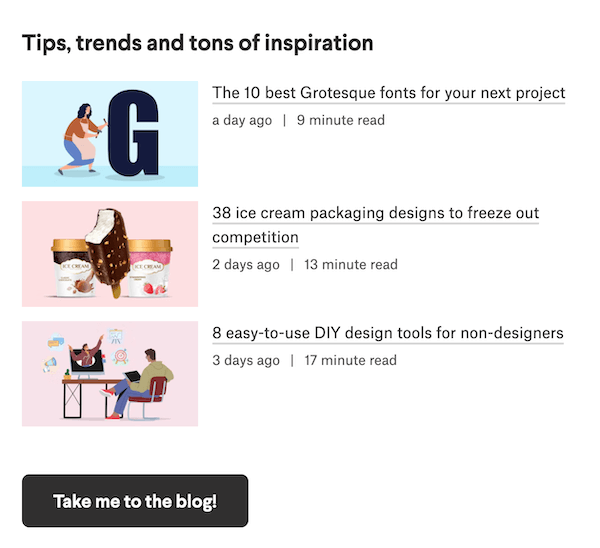 Tips, trends and tons of inspiration
G
The 10 best Grotesque fonts for your next project
a day ago | 9 minute read
ICE CREAM
ICE CREAM
38 ice cream packaging designs to freeze out
competition
2 days ago | 13 minute read
8 easy-to-use DIY design tools for non-designers
3 days ago | 17 minute read
Take me to the blog!